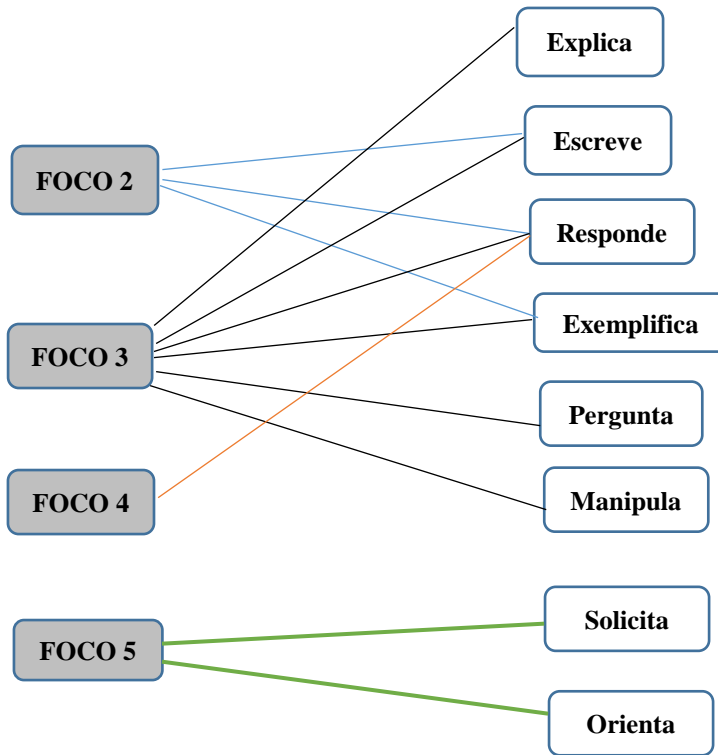 Explica
Escreve
FOCO 2
Responde
Exemplifica
FOCO 3
Pergunta
Manipula
FOCO 4
Solicita
FOCO 5
Orienta